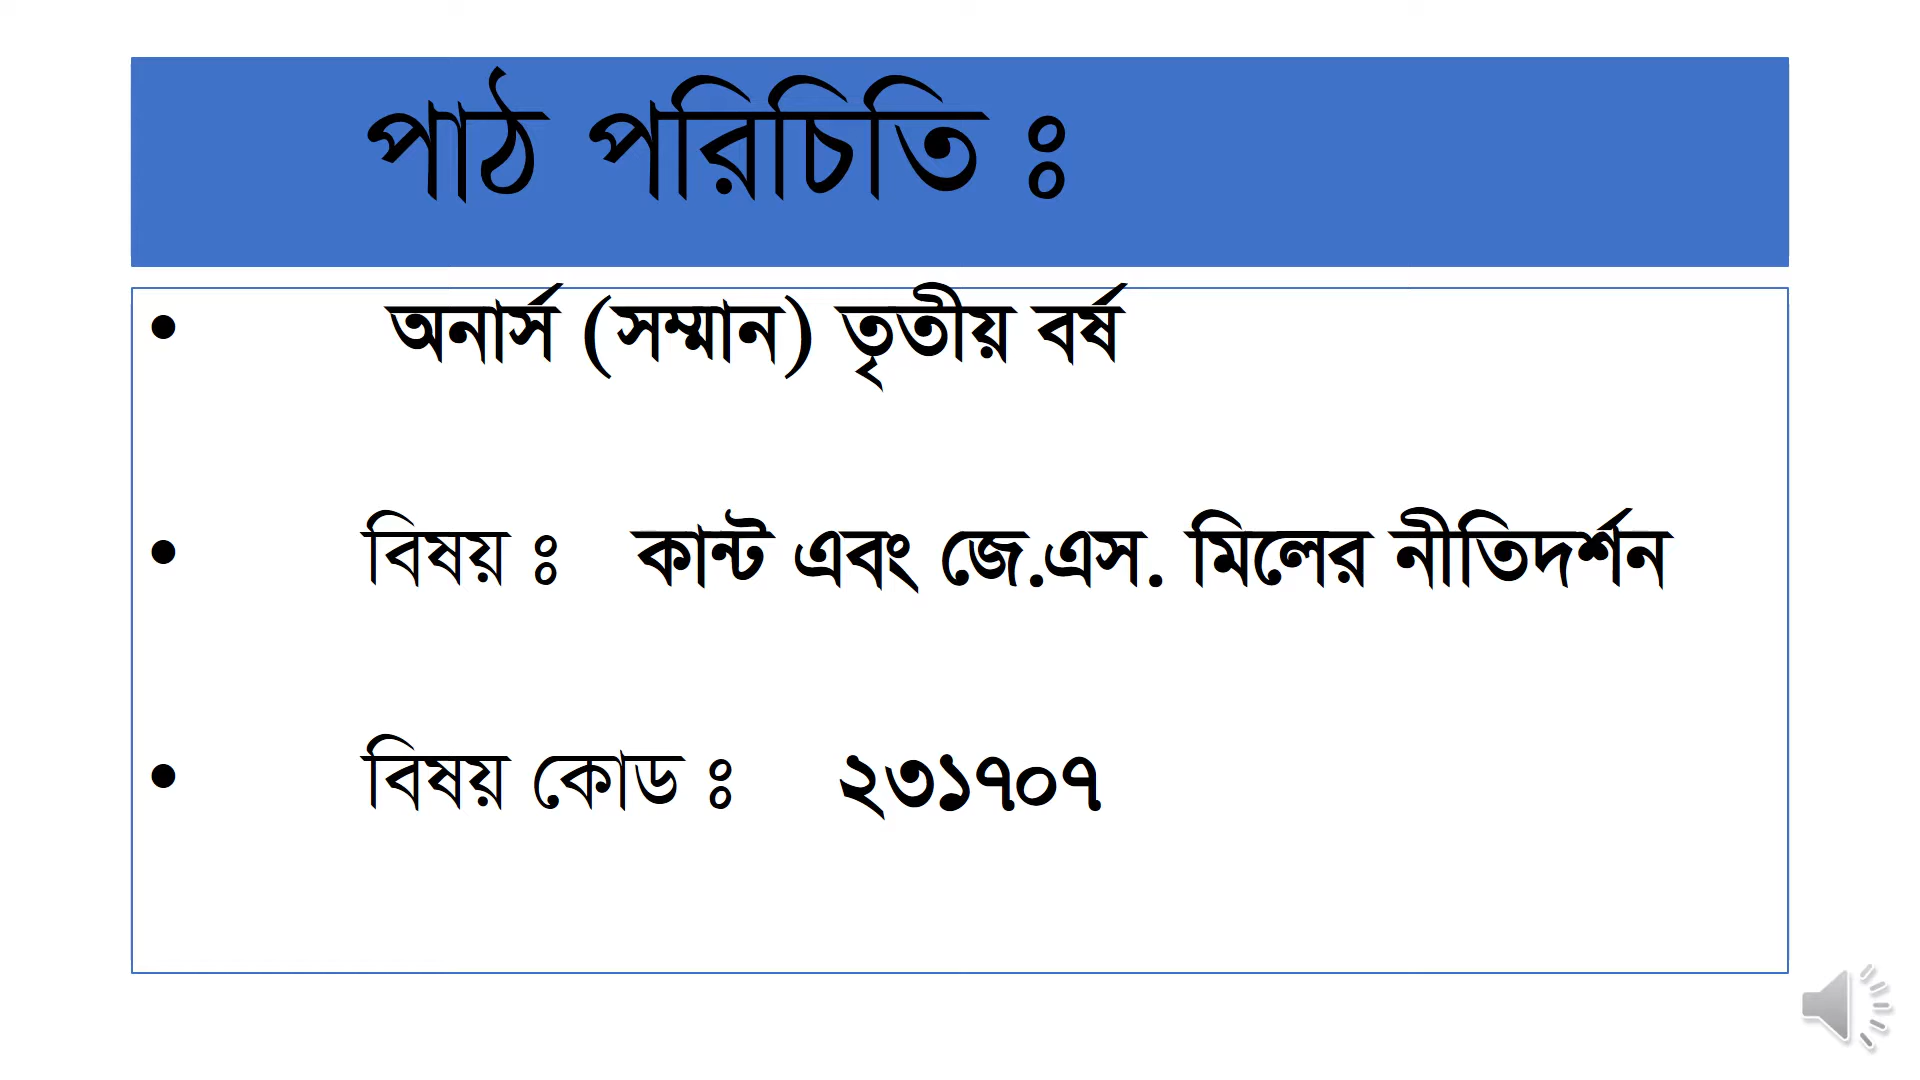 পাঠ পরিচিতি ঃ
• অনার্স (সম্মান) তৃতীয় বর্ষ
• বিষয় ঃ কান্ট এবং জে.এস. মিলের নীতিদর্শন
• বিষয় কোড ঃ ২৩১৭০৭